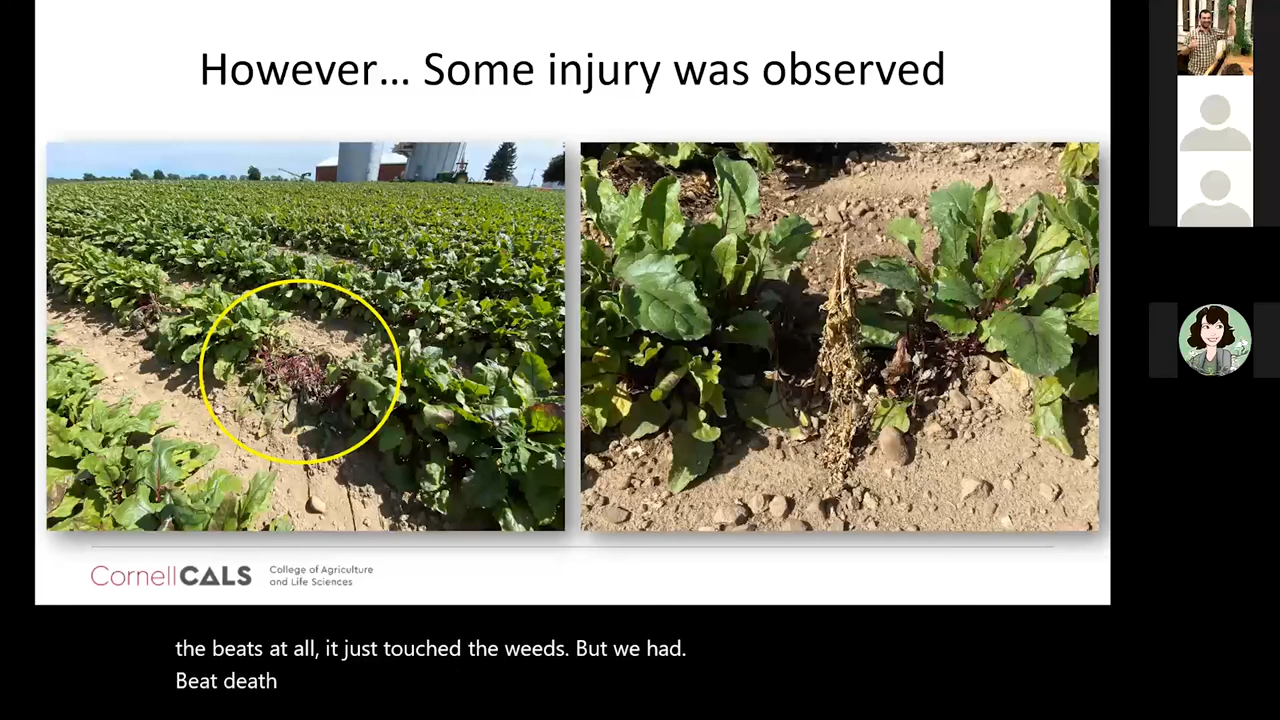 However... Some injury was observed
CornellCALS
College of Agriculture
and Life Sciences
the beats at all, it just touched the weeds. But we had.
Beat death